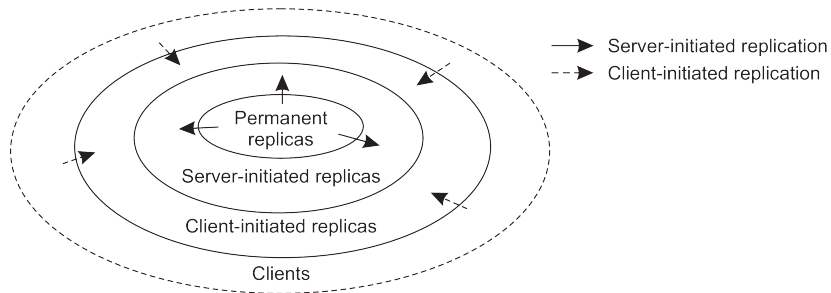 Server-initiated replication
Client-initiated replication
Permanent
replicas
Server-initiated replicas
Client-initiated replicas
Clients